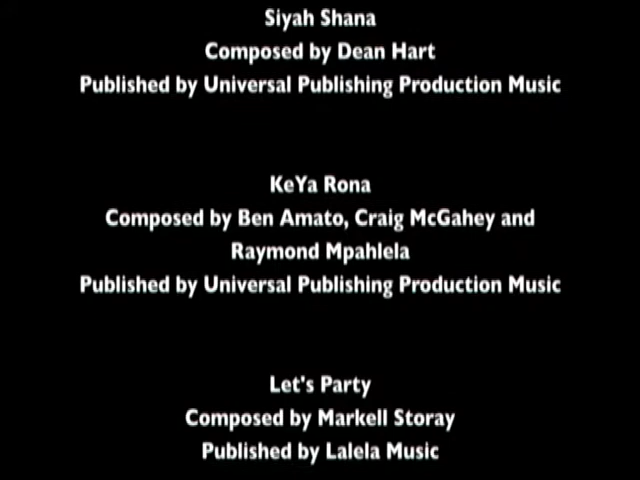 Siyah Shana
Composed by Dean Hart
Published by Universal Publishing Production Music
KeYa Rona
Composed by Ben Amato, Craig McGahey and
Raymond Mpahlela
Published by Universal Publishing Production Music
Let's Party
Composed by Markell Storay
Published by Lalela Music